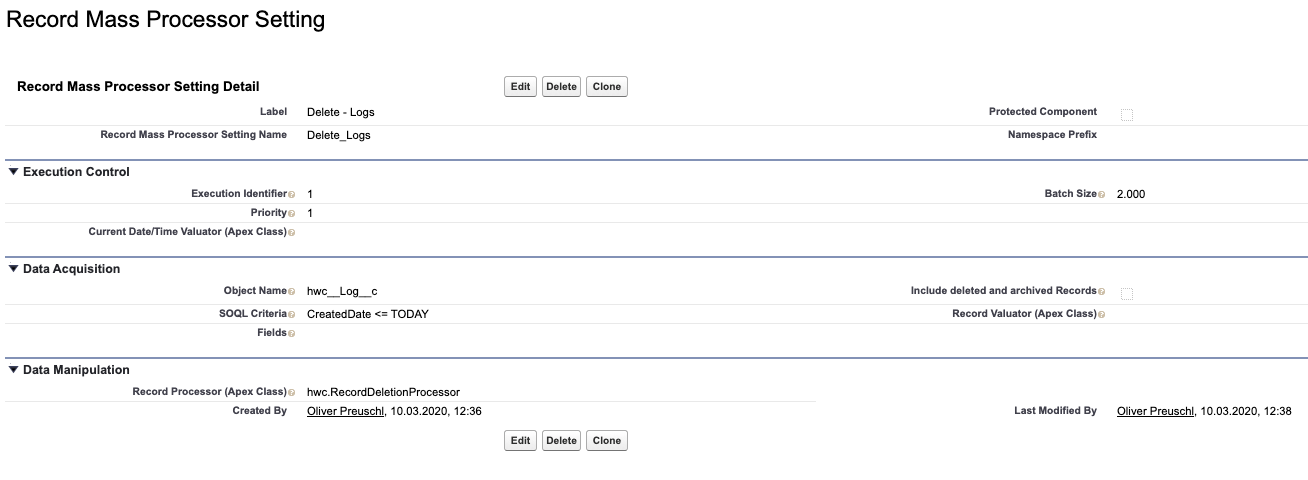 Record Mass Processor Setting
Record Mass Processor Setting Detail Edit Delete Clone
Label Delete - Logs Protected Component
Record Mass Processor Setting Name Delete_Logs Namespace Prefix
Execution Control
Execution Identifier 1 Batch Size 2.000
Priority 1
Current Date/Time Valuator (Apex Class)
Data Acquisition
Object Name hwc__Log__c Include deleted and archived Records
SOQL Criteria CreatedDate <= TODAY Record Valuator (Apex Class)
Fields
Data Manipulation
Record Processor (Apex Class) hwc.RecordDeletionProcessor
Created By Oliver Preuschl, 10.03.2020, 12:36 Last Modified By Oliver Preuschl, 10.03.2020, 12:38
Edit Delete Clone